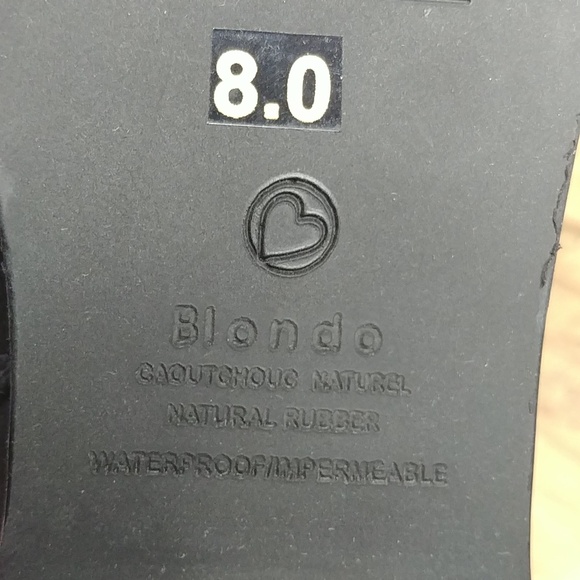 8.0
Blondo
CAOUTCHOUC NATUREL
NATURAL RUBBER
WATERPROOF/IMPERMEABLE